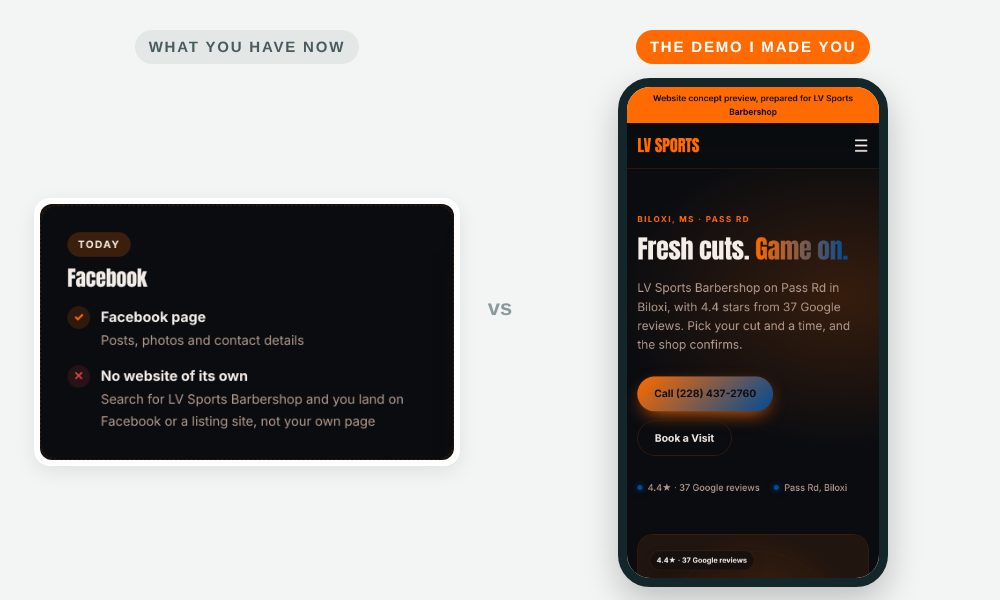 WHAT YOU HAVE NOW
TODAY
Facebook
Facebook page
Posts, photos and contact details
No website of its own
Search for LV Sports Barbershop and you land on
Facebook or a listing site, not your own page
vs
THE DEMO I MADE YOU
Website concept preview, prepared for LV Sports
Barbershop
LV SPORTS
BILOXI, MS · PASS RD
Fresh cuts. Game on.
LV Sports Barbershop on Pass Rd in
Biloxi, with 4.4 stars from 37 Google
reviews. Pick your cut and a time, and
the shop confirms.
Call (228) 437-2760
Book a Visit
4.4★ · 37 Google reviews
Pass Rd, Biloxi
4.4★ · 37 Google reviews